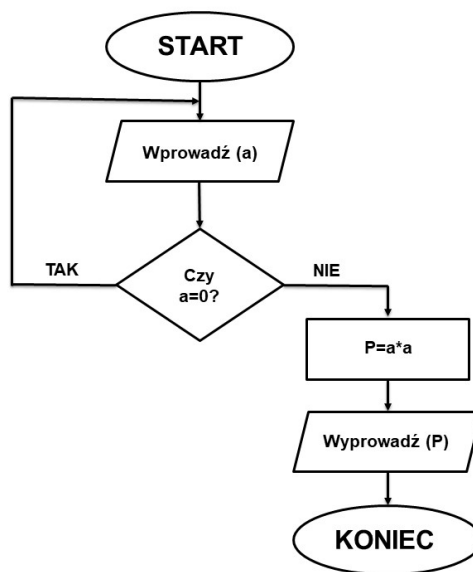 START
Wprowadź (a)
TAK
Czy
a=0?
NIE
P=a*a
Wyprowadź (P)
KONIEC